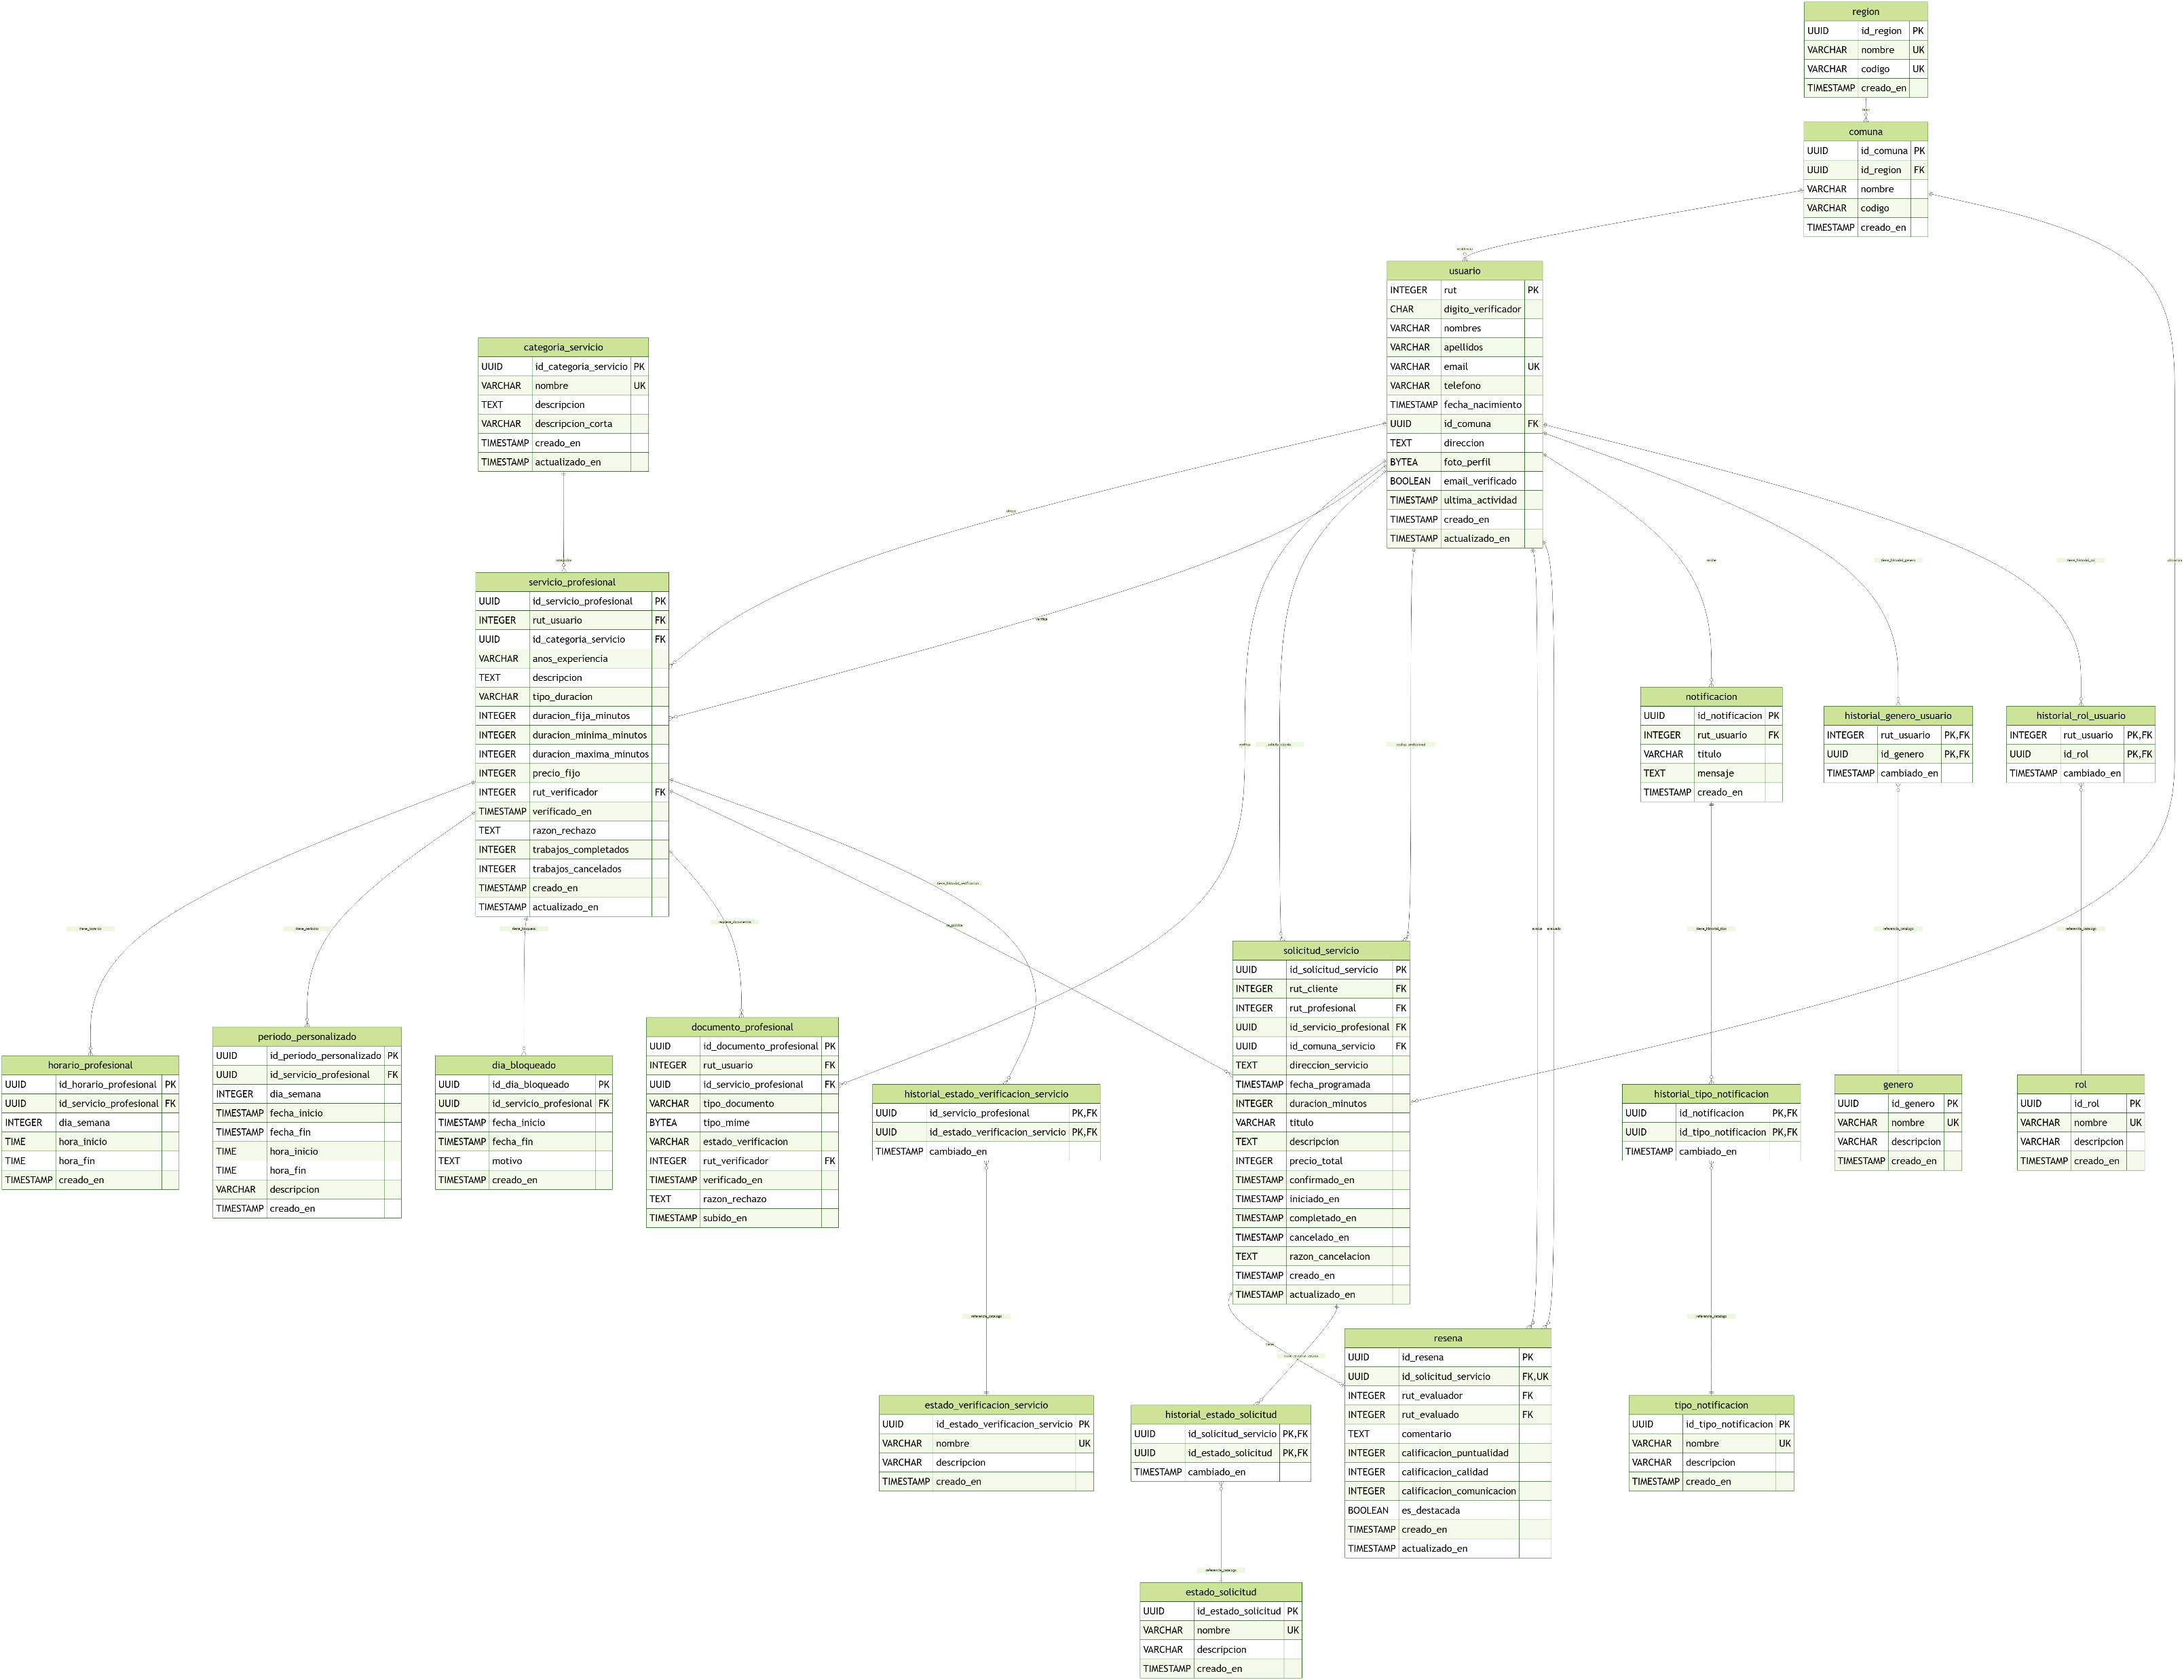 region
UUID id_region PK
VARCHAR nombre UK
VARCHAR codigo UK
TIMESTAMP creado_en
comuna
UUID id_comuna PK
UUID id_region FK
VARCHAR nombre
VARCHAR codigo
TIMESTAMP creado_en
usuario
INTEGER rut PK
CHAR digito_verificador
VARCHAR nombres
VARCHAR apellidos
VARCHAR email UK
VARCHAR telefono
TIMESTAMP fecha_nacimiento
UUID id_comuna FK
TEXT direccion
BYTEA foto_perfil
BOOLEAN email_verificado
TIMESTAMP ultima_actividad
TIMESTAMP creado_en
TIMESTAMP actualizado_en
categoria_servicio
UUID id_categoria_servicio PK
VARCHAR nombre UK
TEXT descripcion
VARCHAR descripcion_corta
TIMESTAMP creado_en
TIMESTAMP actualizado_en
servicio_profesional
UUID id_servicio_profesional PK
INTEGER rut_usuario FK
UUID id_categoria_servicio FK
VARCHAR anos_experiencia
TEXT descripcion
VARCHAR tipo_duracion
INTEGER duracion_fija_minutos
INTEGER duracion_minima_minutos
INTEGER duracion_maxima_minutos
INTEGER precio_fijo
INTEGER rut_verificador FK
TIMESTAMP verificado_en
TEXT razon_rechazo
INTEGER trabajos_completados
INTEGER trabajos_cancelados
TIMESTAMP creado_en
TIMESTAMP actualizado_en
notificacion
UUID id_notificacion PK
INTEGER rut_usuario FK
VARCHAR titulo
TEXT mensaje
TIMESTAMP creado_en
historial_genero_usuario
INTEGER rut_usuario PK,FK
UUID id_genero PK,FK
TIMESTAMP cambiado_en
historial_rol_usuario
INTEGER rut_usuario PK,FK
UUID id_rol PK,FK
TIMESTAMP cambiado_en
tiene_horarios
tiene_periodos
tiene_bloqueos
tiene_historial_tipo
referencia_catalogo
referencia_catalogo
horario_profesional
UUID id_horario_profesional PK
UUID id_servicio_profesional FK
INTEGER dia_semana
TIME hora_inicio
TIME hora_fin
TIMESTAMP creado_en
periodo_personalizado
UUID id_periodo_personalizado PK
UUID id_servicio_profesional FK
INTEGER dia_semana
TIMESTAMP fecha_inicio
TIMESTAMP fecha_fin
TIME hora_inicio
TIME hora_fin
VARCHAR descripcion
TIMESTAMP creado_en
dia_bloqueado
UUID id_dia_bloqueado PK
UUID id_servicio_profesional FK
TIMESTAMP fecha_inicio
TIMESTAMP fecha_fin
TEXT motivo
TIMESTAMP creado_en
documento_profesional
UUID id_documento_profesional PK
INTEGER rut_usuario FK
UUID id_servicio_profesional FK
VARCHAR tipo_documento
BYTEA tipo_mime
VARCHAR estado_verificacion
INTEGER rut_verificador FK
TIMESTAMP verificado_en
TEXT razon_rechazo
TIMESTAMP subido_en
historial_estado_verificacion_servicio
UUID id_servicio_profesional PK,FK
UUID id_estado_verificacion_servicio PK,FK
TIMESTAMP cambiado_en
solicitud_servicio
UUID id_solicitud_servicio PK
INTEGER rut_cliente FK
INTEGER rut_profesional FK
UUID id_servicio_profesional FK
UUID id_comuna_servicio FK
TEXT direccion_servicio
TIMESTAMP fecha_programada
INTEGER duracion_minutos
VARCHAR titulo
TEXT descripcion
INTEGER precio_total
TIMESTAMP confirmado_en
TIMESTAMP iniciado_en
TIMESTAMP completado_en
TIMESTAMP cancelado_en
TEXT razon_cancelacion
TIMESTAMP creado_en
TIMESTAMP actualizado_en
historial_tipo_notificacion
UUID id_notificacion PK,FK
UUID id_tipo_notificacion PK,FK
TIMESTAMP cambiado_en
genero
UUID id_genero PK
VARCHAR nombre UK
VARCHAR descripcion
TIMESTAMP creado_en
rol
UUID id_rol PK
VARCHAR nombre UK
VARCHAR descripcion
TIMESTAMP creado_en
referencia_catalogo
referencia_catalogo
resena
UUID id_resena PK
UUID id_solicitud_servicio FK,UK
INTEGER rut_evaluador FK
INTEGER rut_evaluado FK
TEXT comentario
INTEGER calificacion_puntualidad
INTEGER calificacion_calidad
INTEGER calificacion_comunicacion
BOOLEAN es_destacada
TIMESTAMP creado_en
TIMESTAMP actualizado_en
estado_verificacion_servicio
UUID id_estado_verificacion_servicio PK
VARCHAR nombre UK
VARCHAR descripcion
TIMESTAMP creado_en
historial_estado_solicitud
UUID id_solicitud_servicio PK,FK
UUID id_estado_solicitud PK,FK
TIMESTAMP cambiado_en
tipo_notificacion
UUID id_tipo_notificacion PK
VARCHAR nombre UK
VARCHAR descripcion
TIMESTAMP creado_en
referencia_catalogo
estado_solicitud
UUID id_estado_solicitud PK
VARCHAR nombre UK
VARCHAR descripcion
TIMESTAMP creado_en